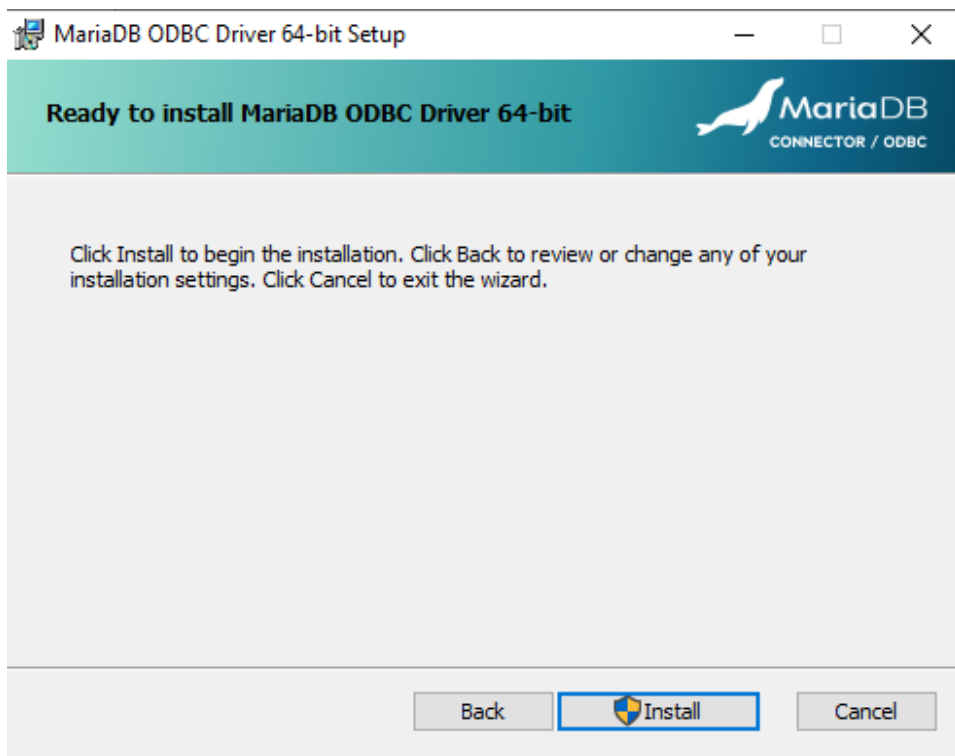 MariaDB ODBC Driver 64-bit Setup
Ready to install MariaDB ODBC Driver 64-bit
MariaDB
CONNECTOR / ODBC
Click Install to begin the installation. Click Back to review or change any of your
installation settings. Click Cancel to exit the wizard.
Back
Install
Cancel